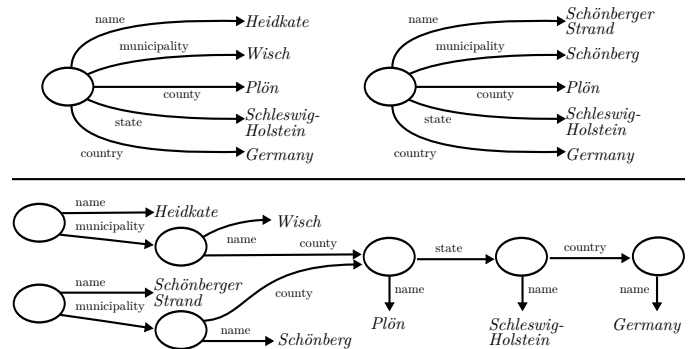 name
Heidkate
municipality
Wisch
county
Plön
state
Schleswig-
Holstein
country
Germany
name
Schönberger
Strand
municipality
Schönberg
county
Plön
state
Schleswig-
Holstein
country
Germany
name
Heidkate
municipality
Wisch
name
county
state
country
name
Schönberger
Strand
municipality
county
name
Schönberg
name
Plön
name
Schleswig-
Holstein
name
Germany